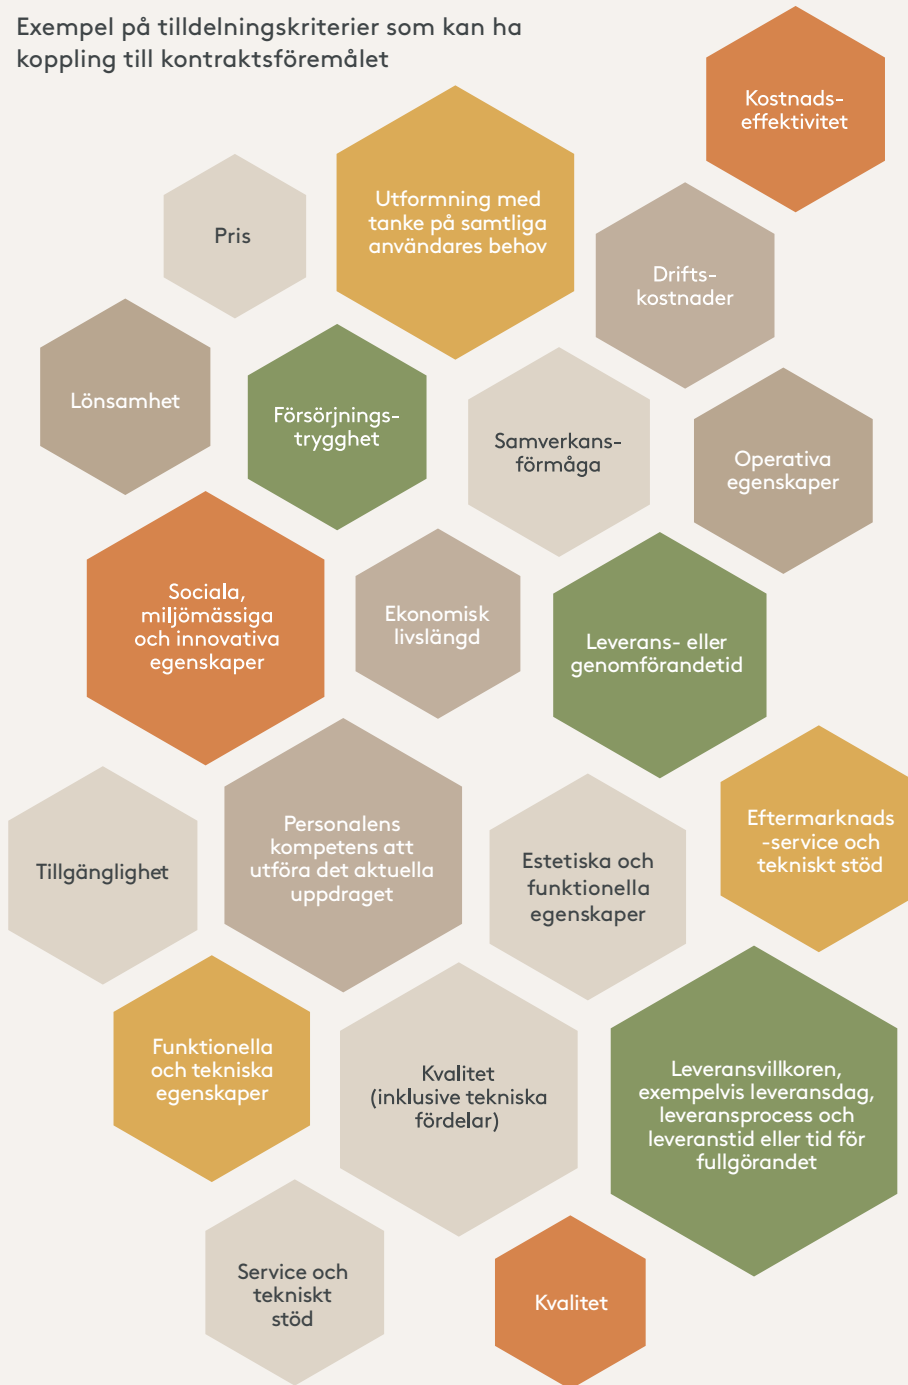 Exempel på tilldelningskriterier som kan ha
koppling till kontraktsföremålet
Kostnads-
effektivitet
Utformning med
tanke på samtliga
användares behov
Pris
Drifts-
kostnader
Lönsamhet
Försörjnings-
trygghet
Samverkans-
förmåga
Operativa
egenskaper
Sociala,
miljömässiga
och innovativa
egenskaper
Ekonomisk
livslängd
Leverans- eller
genomförandetid
Tillgänglighet
Personalens
kompetens att
utföra det aktuella
uppdraget
Estetiska och
funktionella
egenskaper
Eftermarknads
-service och
tekniskt stöd
Funktionella
och tekniska
egenskaper
Kvalitet
(inklusive tekniska
fördelar)
Leveransvillkoren,
exempelvis leveransdag,
leveransprocess och
leveranstid eller tid för
fullgörandet
Service och
tekniskt
stöd
Kvalitet